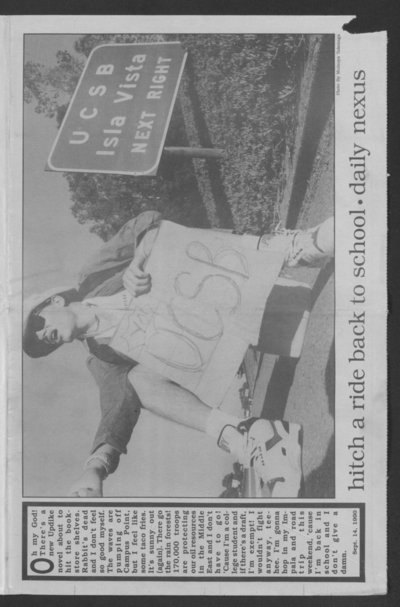 Oh my God!
There's a
new Updike
novel about to
hit the book-
store shelves.
Rabbit's dead
and I don't feel
so good myself.
The waves are
pumping off
Campus Point,
but I feel like
some taco fries.
It's sunny out
(again). There go
the rain forests!
170,000 troops
are protecting
our oil resources
in the Middle
East and I don't
have to go!
'Cause I'm a col-
lege student and
if there's a draft,
I'm exempt! I
wouldn't fight
anyway, tee-
hee. I'm gonna
hop in my Im-
pala and road
trip this
weekend, 'cause
I'm back in
school and I
don't give a
damn.
Sept. 14, 1990
UCSB
Isla Vista
NEXT RIGHT
UCSB
hitch a ride back to school • daily nexus